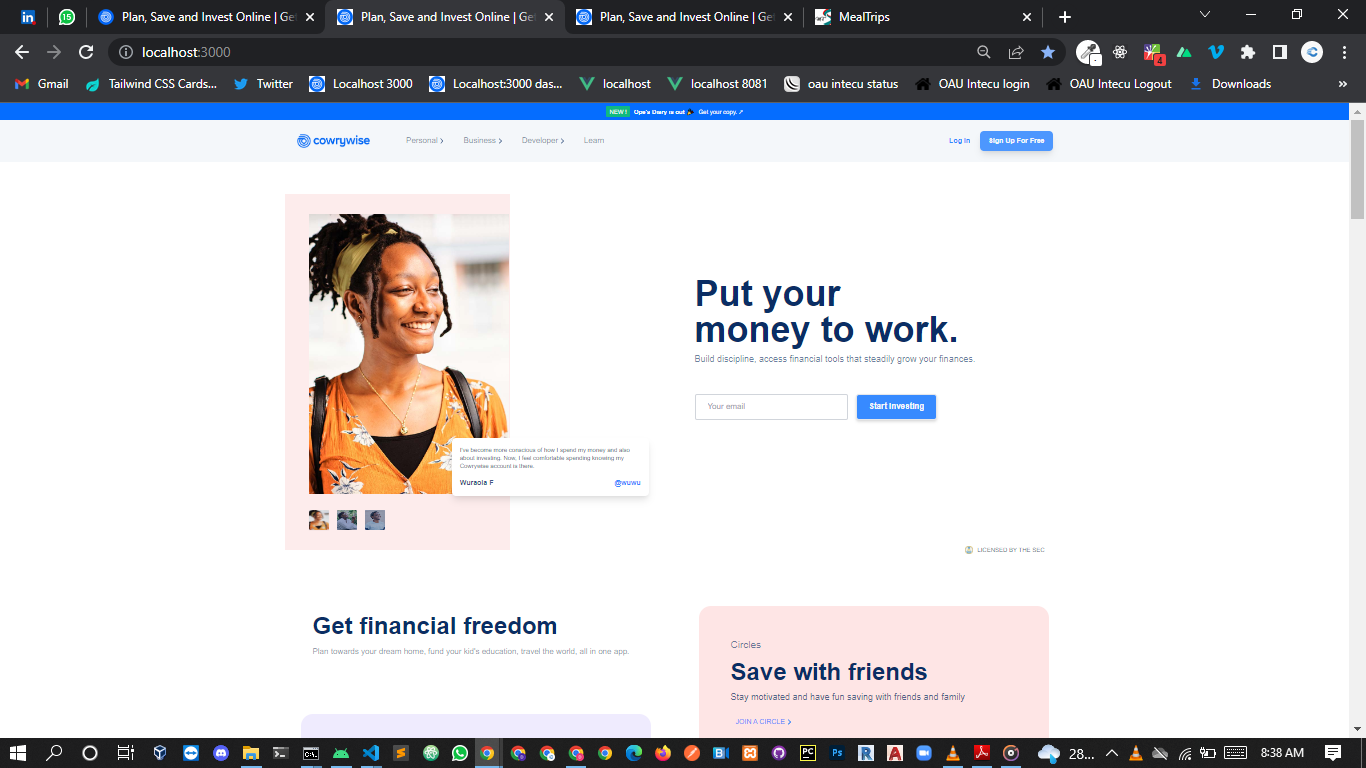 15
Plan, Save and Invest Online | Get
Plan, Save and Invest Online | Get
Plan, Save and Invest Online | Get
MealTrips
localhost:3000
4
Gmail
Tailwind CSS Cards...
Twitter
Localhost 3000
Localhost:3000 das...
localhost
localhost 8081
oau intecu status
OAU Intecu login
OAU Intecu Logout
Downloads
»
NEW! Ope's Diary is out Get your copy. ↗
cowrywise
Personal
Business
Developer
Learn
Log in
Sign Up For Free
Put your
money to work.
Build discipline, access financial tools that steadily grow your finances.
Your email
Start investing
I've become more conscious of how I spend my money and also
about investing. Now, I feel comfortable spending knowing my
Cowrywise account is there.
Wuraola F
@wuwu
LICENSED BY THE SEC
Get financial freedom
Plan towards your dream home, fund your kid's education, travel the world, all in one app.
Circles
Save with friends
Stay motivated and have fun saving with friends and family
JOIN A CIRCLE
28...
8:38 AM